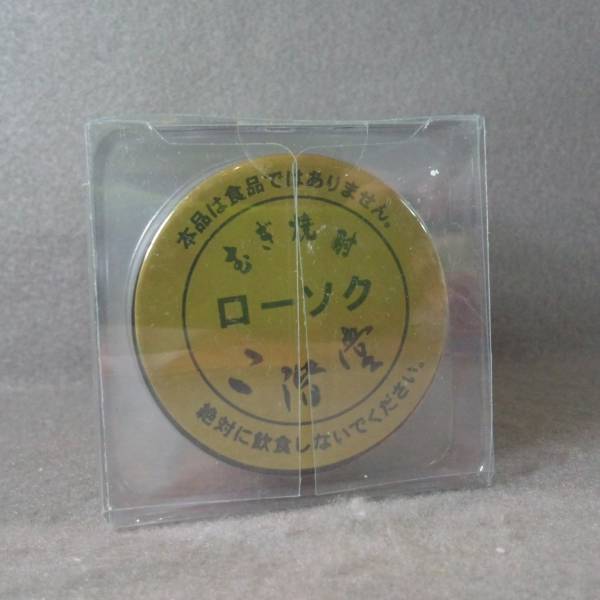 本品は食品ではありません。
むぎ焼酎
ローソク
二階堂
絶対に飲食しないでください。